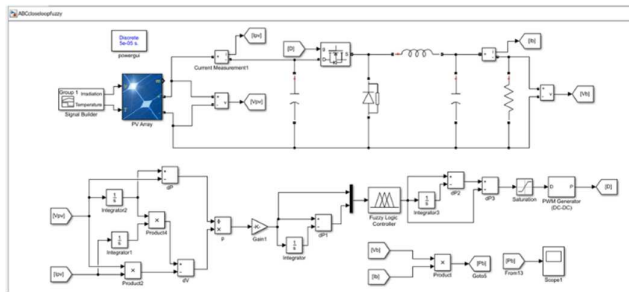 ABCcloseloopfuzzy
Discrete
5e-05 s.
powergui
[Ipv]
Current Measurement1
[D]
[Ib]
Group 1
Irradiation
Temperature
Signal Builder
PV Array
[Vpv]
[Vb]
[Vpv]
Integrator2
dP
Product4
Integrator1
[Ipv]
Product2
dV
P
Gain1
Integrator
dP1
Fuzzy Logic
Controller
Integrator3
dP2
dP3
Saturation
D
P
PWM Generator
(DC-DC)
[D]
[Vb]
[Ib]
Product
[Pb]
Goto5
[Pb]
From13
Scope1